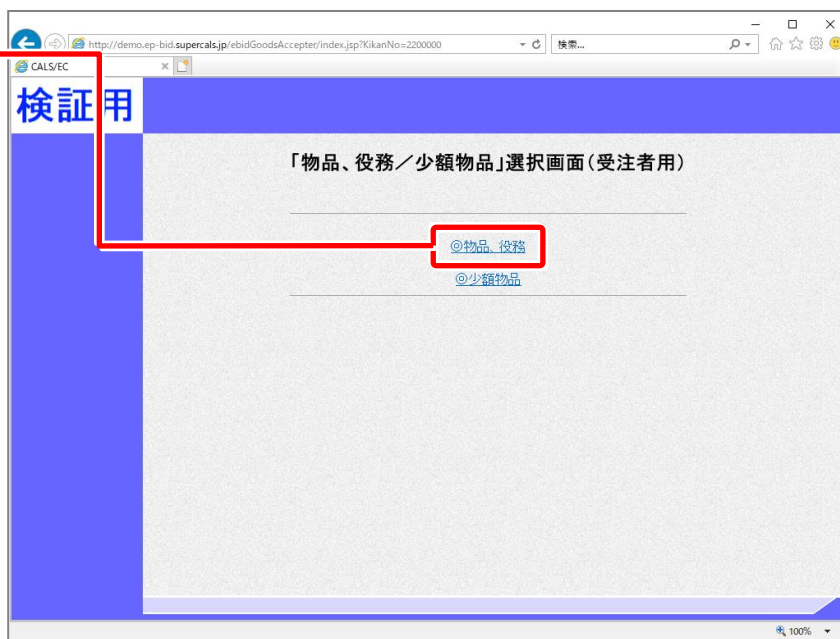 http://demo.ep-bid.supercals.jp/ebidGoodsAccepter/index.jsp?KikanNo=2200000
検索...
CALS/EC
検証用
「物品、役務／少額物品」選択画面(受注者用)
◎物品、役務
◎少額物品
100%